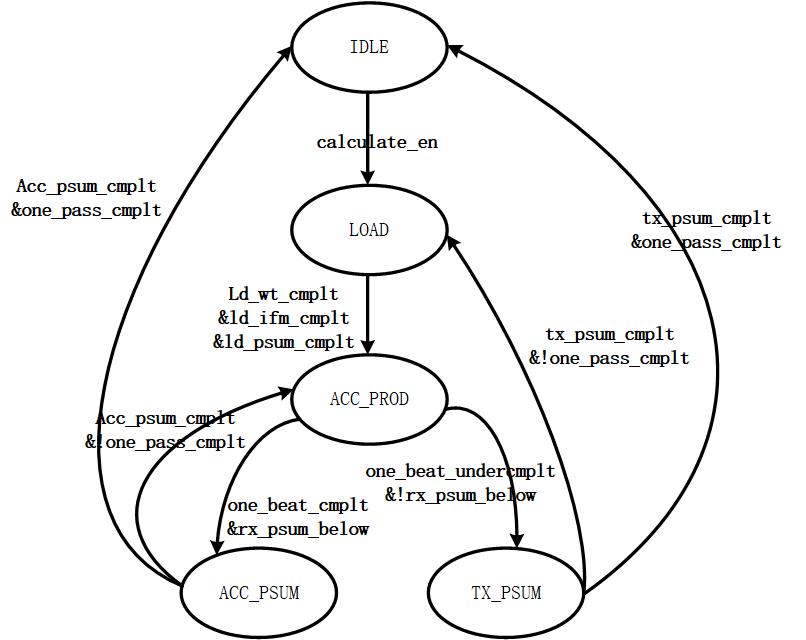 IDLE
calculate_en
Acc_psum_cmplt
&one_pass_cmplt
tx_psum_cmplt
&one_pass_cmplt
LOAD
Ld_wt_cmplt
&ld_ifm_cmplt
&ld_psum_cmplt
tx_psum_cmplt
&!one_pass_cmplt
ACC_PROD
Acc_psum_cmplt
&!one_pass_cmplt
one_beat_undercmplt
&!rx_psum_below
one_beat_cmplt
&rx_psum_below
ACC_PSUM
TX_PSUM